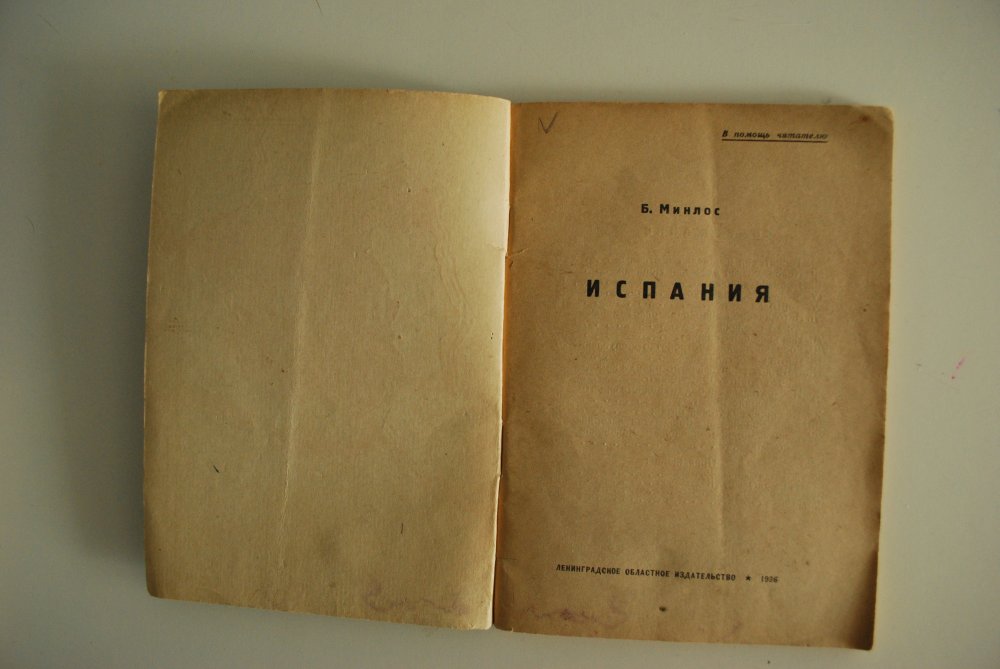 В помощь читателю
Б. Минлос
ИСПАНИЯ
ЛЕНИНГРАДСКОЕ ОБЛАСТНОЕ ИЗДАТЕЛЬСТВО ★ 1936